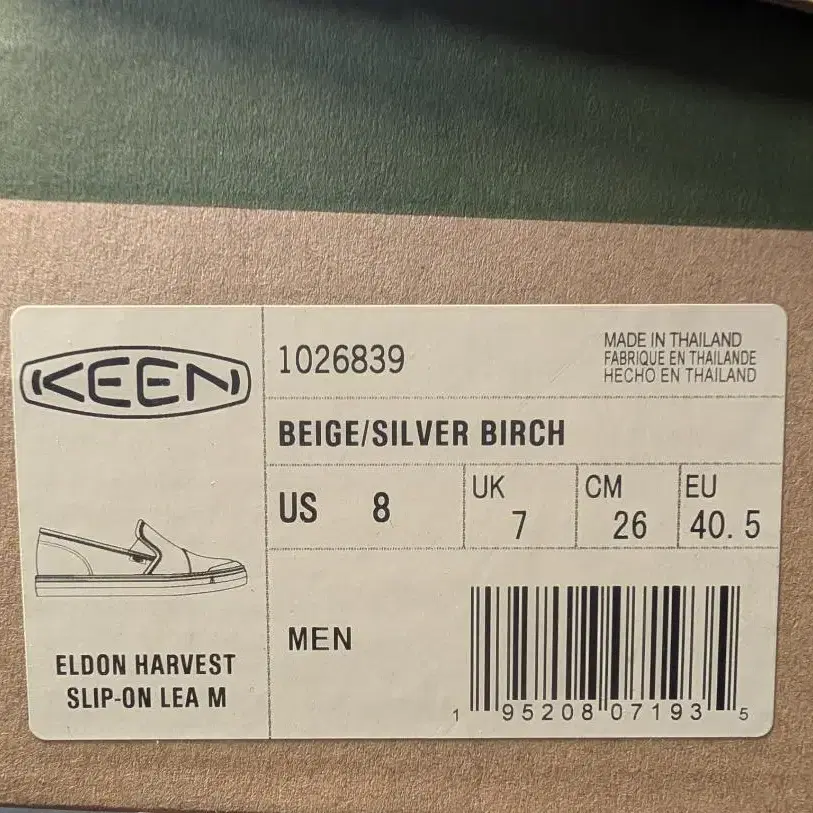 KEEN
1026839
MADE IN THAILAND
FABRIQUE EN THAILANDE
HECHO EN THAILAND
BEIGE/SILVER BIRCH
US 8
UK 7
CM 26
EU 40.5
MEN
ELDON HARVEST
SLIP-ON LEA M
1 95208 07193 5